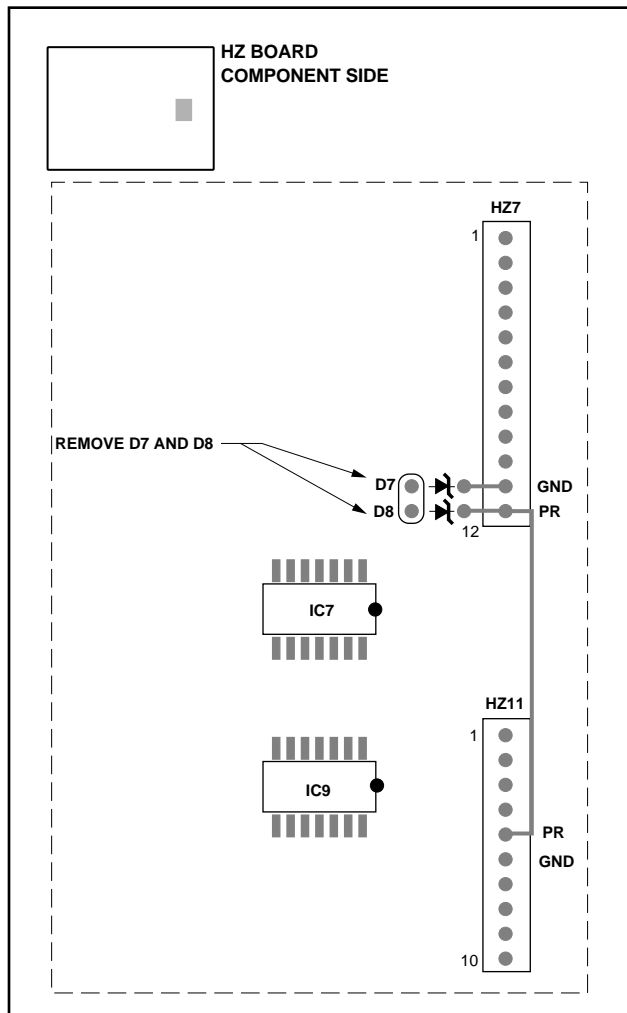 HZ BOARD
COMPONENT SIDE
HZ7
1
REMOVE D7 AND D8
D7
GND
D8
PR
12
IC7
HZ11
1
IC9
PR
GND
10